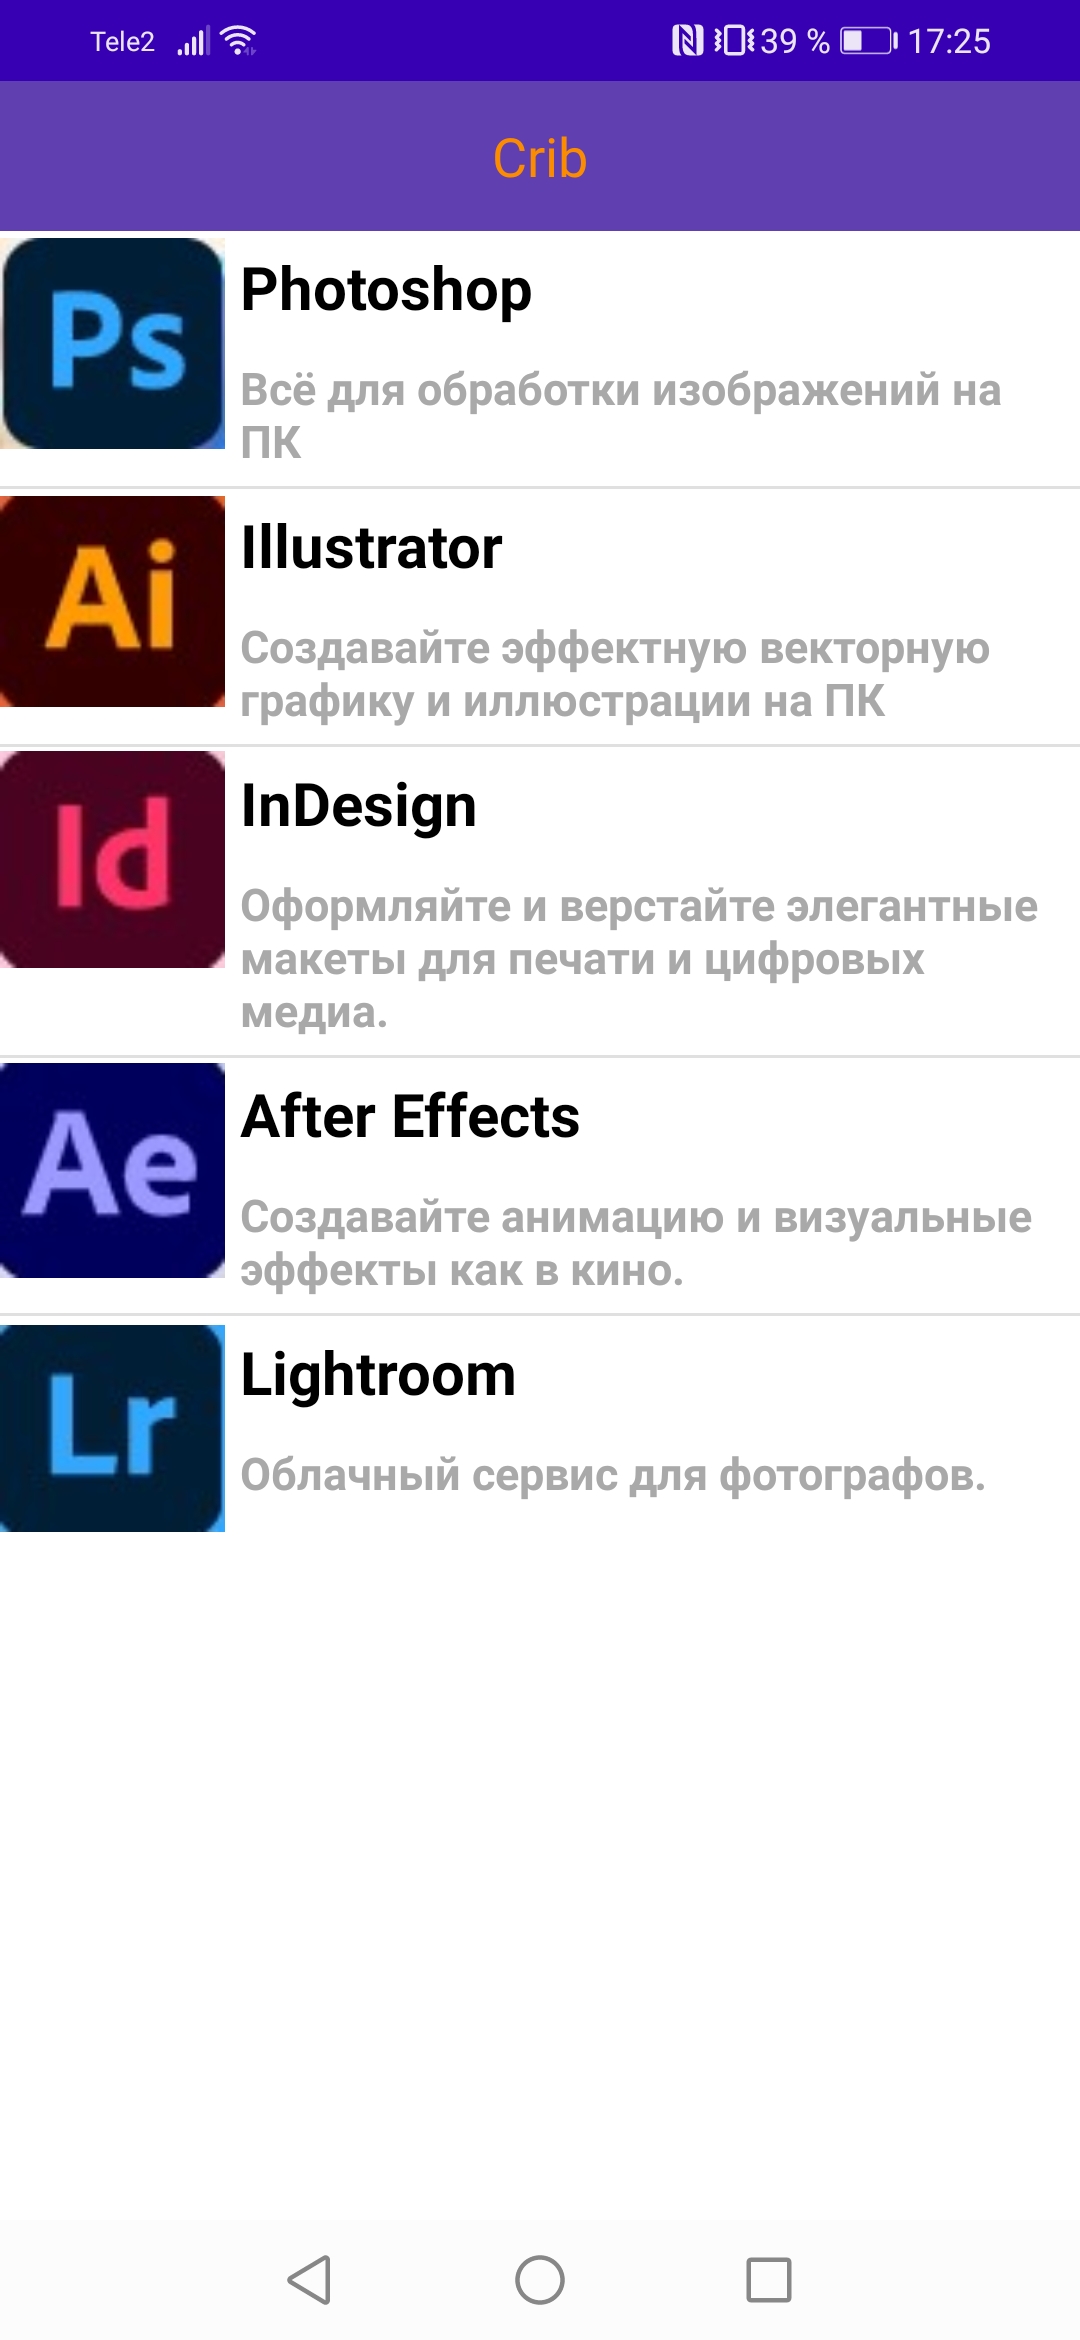 Tele2 39 % 17:25
Crib
Ps
Photoshop
Всё для обработки изображений на
ПК
Ai
Illustrator
Создавайте эффектную векторную
графику и иллюстрации на ПК
Id
InDesign
Оформляйте и верстайте элегантные
макеты для печати и цифровых
медиа.
Ae
After Effects
Создавайте анимацию и визуальные
эффекты как в кино.
Lr
Lightroom
Облачный сервис для фотографов.